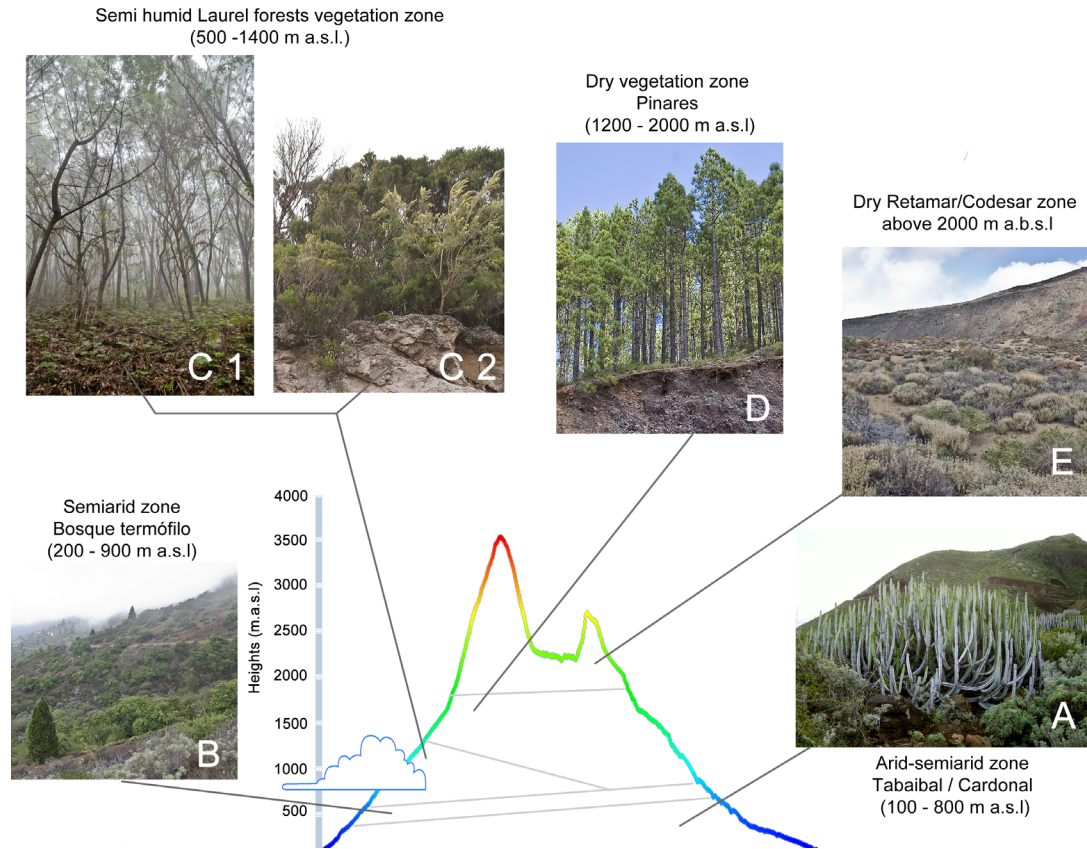 Semi humid Laurel forests vegetation zone
(500 -1400 m a.s.l.)
C 1
C 2
Dry vegetation zone
Pinares
(1200 - 2000 m a.s.l)
D
Dry Retamar/Codesar zone
above 2000 m a.b.s.l
E
Semiarid zone
Bosque termófilo
(200 - 900 m a.s.l)
B
Heights (m.a.s.l)
4000
3500
3000
2500
2000
1500
1000
500
A
Arid-semiarid zone
Tabaibal / Cardonal
(100 - 800 m a.s.l)